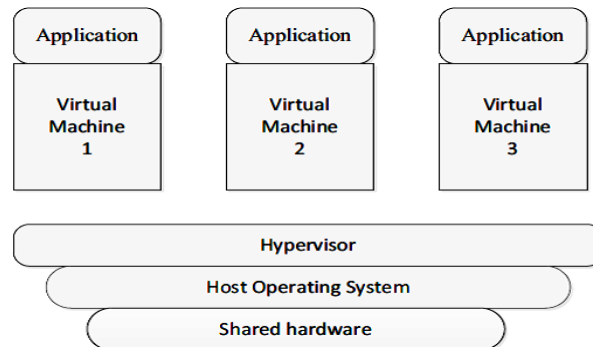 Application
Application
Application
Virtual
Machine
1
Virtual
Machine
2
Virtual
Machine
3
Hypervisor
Host Operating System
Shared hardware